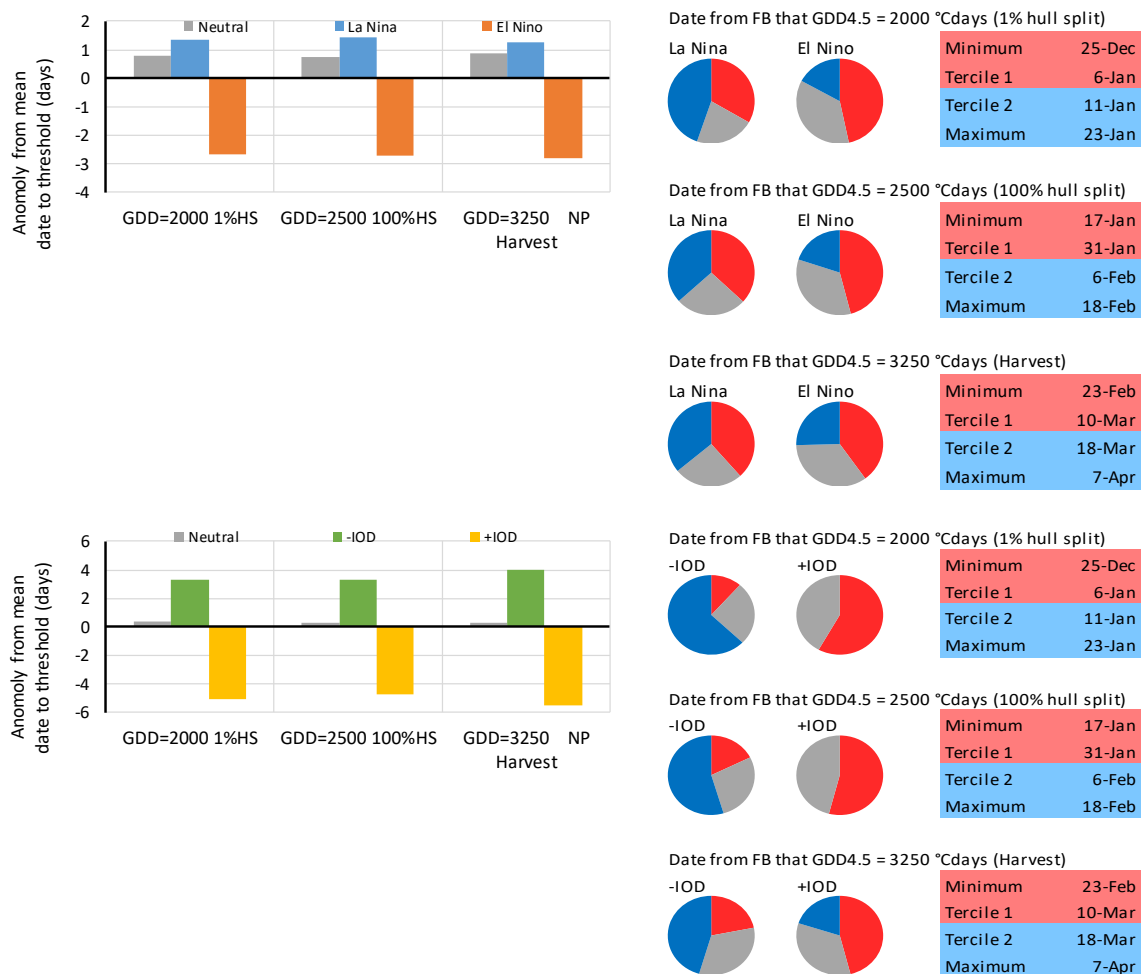 Neutral La Nina El Nino
2
1
0
-1
-2
-3
-4
Anomoly from mean
date to threshold (days)
GDD=2000 1%HS GDD=2500 100%HS GDD=3250 NP
Harvest
Date from FB that GDD4.5 = 2000 °Cdays (1% hull split)
La Nina El Nino
Minimum 25-Dec
Tercile 1 6-Jan
Tercile 2 11-Jan
Maximum 23-Jan
Date from FB that GDD4.5 = 2500 °Cdays (100% hull split)
La Nina El Nino
Minimum 17-Jan
Tercile 1 31-Jan
Tercile 2 6-Feb
Maximum 18-Feb
Date from FB that GDD4.5 = 3250 °Cdays (Harvest)
La Nina El Nino
Minimum 23-Feb
Tercile 1 10-Mar
Tercile 2 18-Mar
Maximum 7-Apr
Neutral -IOD +IOD
6
4
2
0
-2
-4
-6
Anomoly from mean
date to threshold (days)
GDD=2000 1%HS GDD=2500 100%HS GDD=3250 NP
Harvest
Date from FB that GDD4.5 = 2000 °Cdays (1% hull split)
-IOD +IOD
Minimum 25-Dec
Tercile 1 6-Jan
Tercile 2 11-Jan
Maximum 23-Jan
Date from FB that GDD4.5 = 2500 °Cdays (100% hull split)
-IOD +IOD
Minimum 17-Jan
Tercile 1 31-Jan
Tercile 2 6-Feb
Maximum 18-Feb
Date from FB that GDD4.5 = 3250 °Cdays (Harvest)
-IOD +IOD
Minimum 23-Feb
Tercile 1 10-Mar
Tercile 2 18-Mar
Maximum 7-Apr